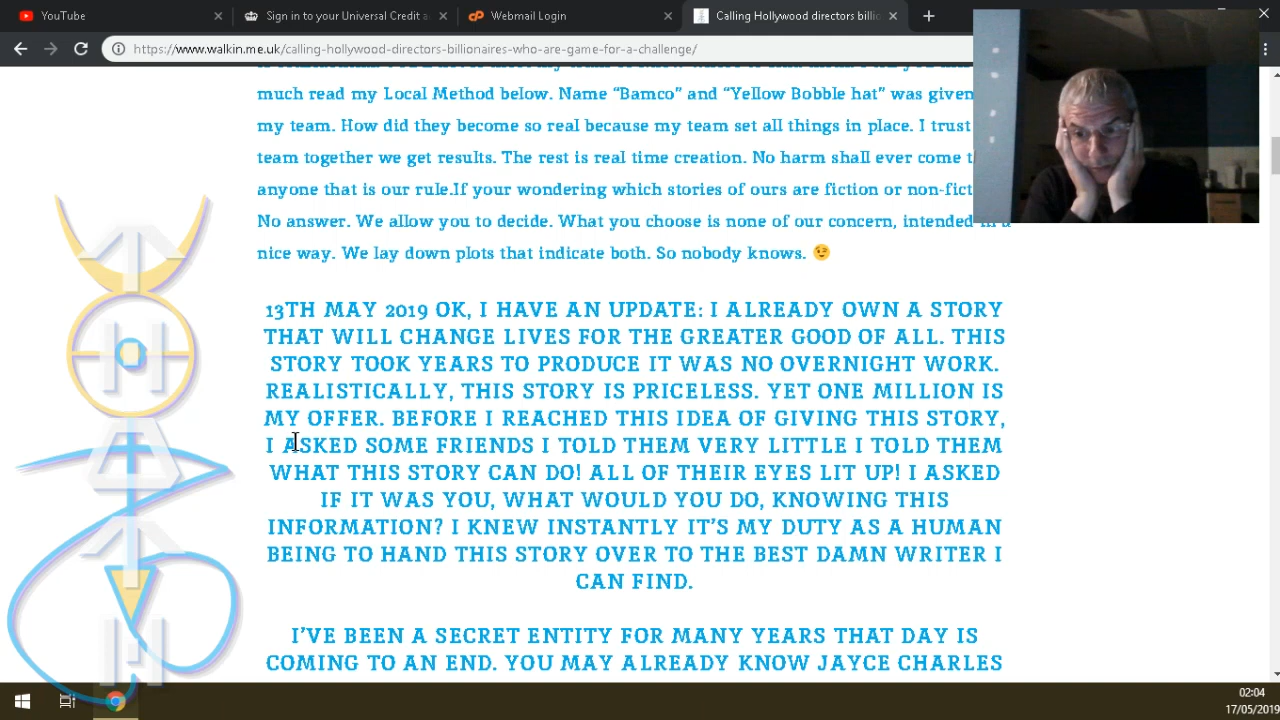 YouTube
Sign in to your Universal Credit a
Webmail Login
Calling Hollywood directors billio
https://www.walkin.me.uk/calling-hollywood-directors-billionaires-who-are-game-for-a-challenge/
much read my Local Method below. Name “Bamco” and “Yellow Bobble hat” was given
my team. How did they become so real because my team set all things in place. I trust
team together we get results. The rest is real time creation. No harm shall ever come t
anyone that is our rule.If your wondering which stories of ours are fiction or non-fict
No answer. We allow you to decide. What you choose is none of our concern, intended in a
nice way. We lay down plots that indicate both. So nobody knows. 😉
13TH MAY 2019 OK, I HAVE AN UPDATE: I ALREADY OWN A STORY
THAT WILL CHANGE LIVES FOR THE GREATER GOOD OF ALL. THIS
STORY TOOK YEARS TO PRODUCE IT WAS NO OVERNIGHT WORK.
REALISTICALLY, THIS STORY IS PRICELESS. YET ONE MILLION IS
MY OFFER. BEFORE I REACHED THIS IDEA OF GIVING THIS STORY,
I ASKED SOME FRIENDS I TOLD THEM VERY LITTLE I TOLD THEM
WHAT THIS STORY CAN DO! ALL OF THEIR EYES LIT UP! I ASKED
IF IT WAS YOU, WHAT WOULD YOU DO, KNOWING THIS
INFORMATION? I KNEW INSTANTLY IT’S MY DUTY AS A HUMAN
BEING TO HAND THIS STORY OVER TO THE BEST DAMN WRITER I
CAN FIND.
I’VE BEEN A SECRET ENTITY FOR MANY YEARS THAT DAY IS
COMING TO AN END. YOU MAY ALREADY KNOW JAYCE CHARLES
02:04
17/05/2019